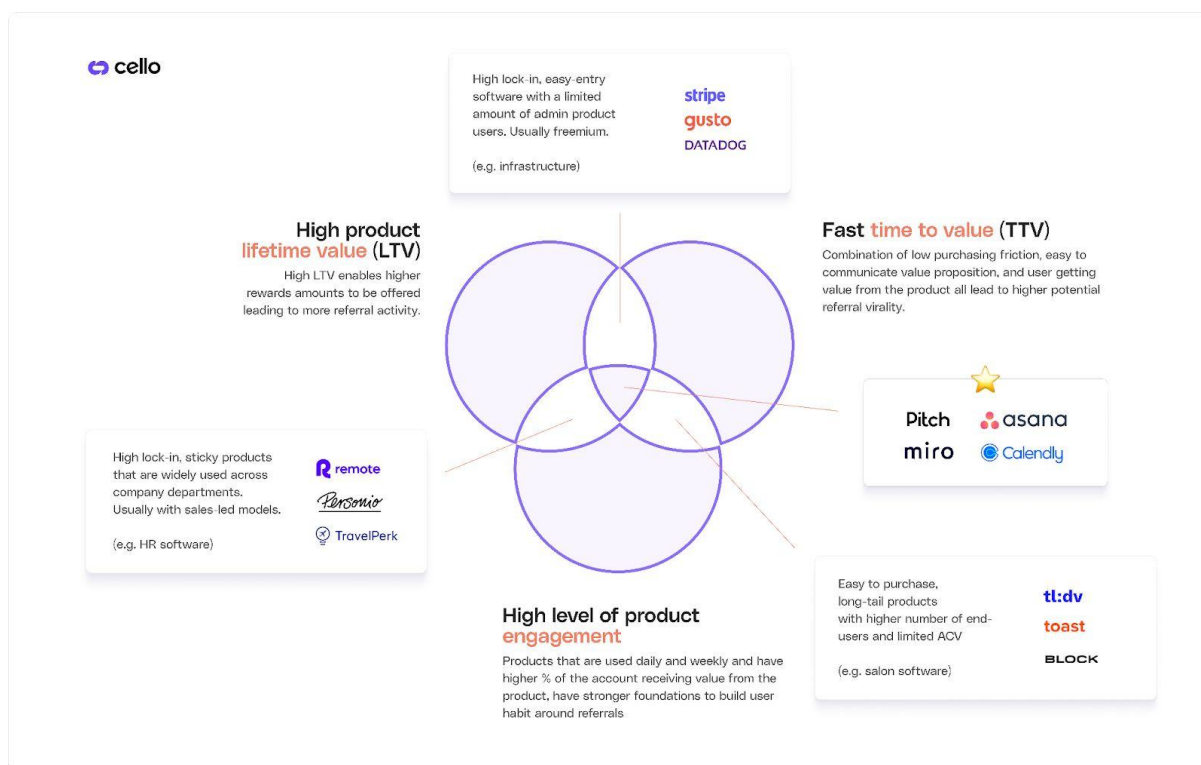 cello
High lock-in, easy-entry
software with a limited
amount of admin product
users. Usually freemium.
(e.g. infrastructure)
stripe
gusto
DATADOG
High product
lifetime value (LTV)
High LTV enables higher
rewards amounts to be offered
leading to more referral activity.
Fast time to value (TTV)
Combination of low purchasing friction, easy to
communicate value proposition, and user getting
value from the product all lead to higher potential
referral virality.
Pitch
asana
miro
Calendly
High lock-in, sticky products
that are widely used across
company departments.
Usually with sales-led models.
(e.g. HR software)
remote
Personio
TravelPerk
High level of product
engagement
Products that are used daily and weekly and have
higher % of the account receiving value from the
product, have stronger foundations to build user
habit around referrals
Easy to purchase,
long-tail products
with higher number of end-
users and limited ACV
(e.g. salon software)
tl:dv
toast
BLOCK